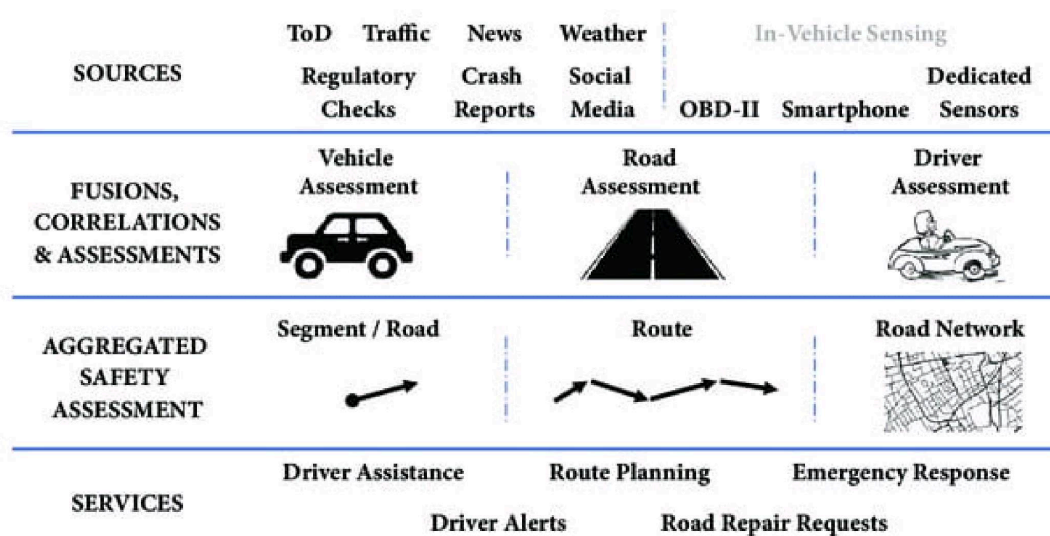 SOURCES
ToD Traffic News Weather
Regulatory Checks
Crash Reports
Social Media
In-Vehicle Sensing
OBD-II Smartphone
Dedicated Sensors
FUSIONS,
CORRELATIONS
& ASSESSMENTS
Vehicle
Assessment
Road
Assessment
Driver
Assessment
AGGREGATED
SAFETY
ASSESSMENT
Segment / Road
Route
Road Network
SERVICES
Driver Assistance Route Planning Emergency Response
Driver Alerts Road Repair Requests